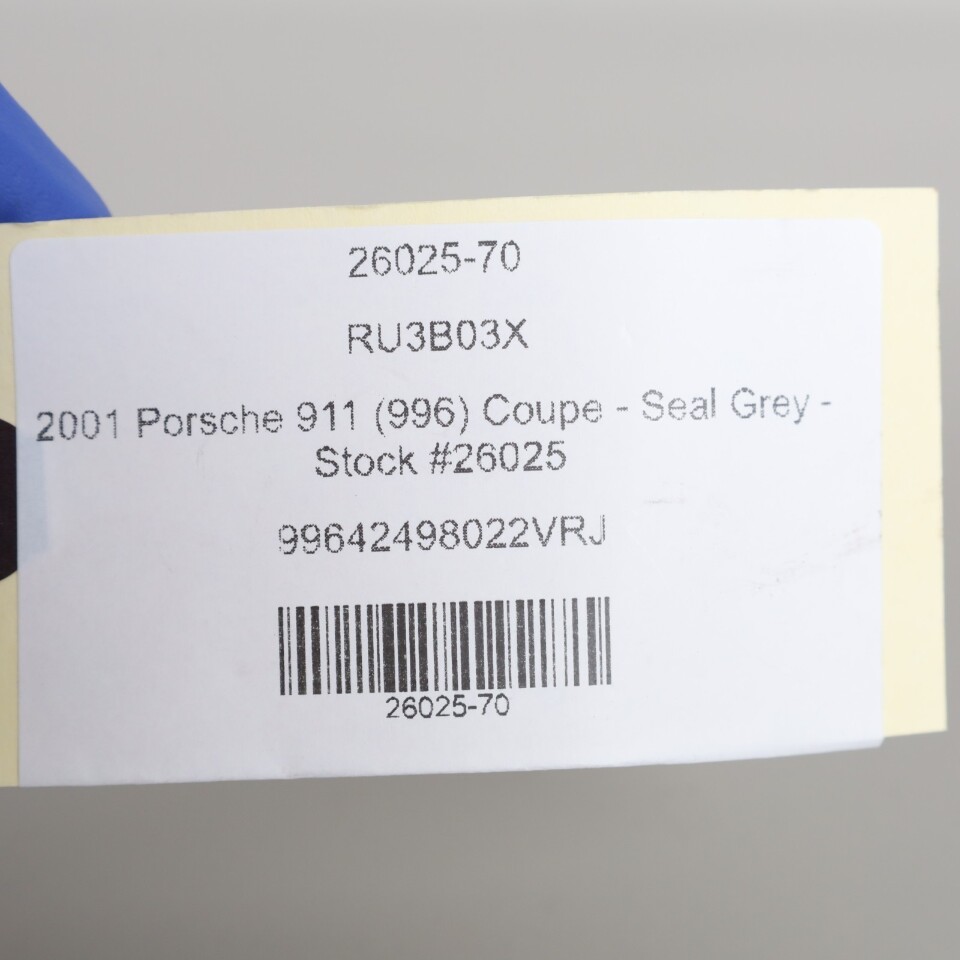 26025-70
RU3B03X
2001 Porsche 911 (996) Coupe - Seal Grey -
Stock #26025
99642498022VRJ
26025-70